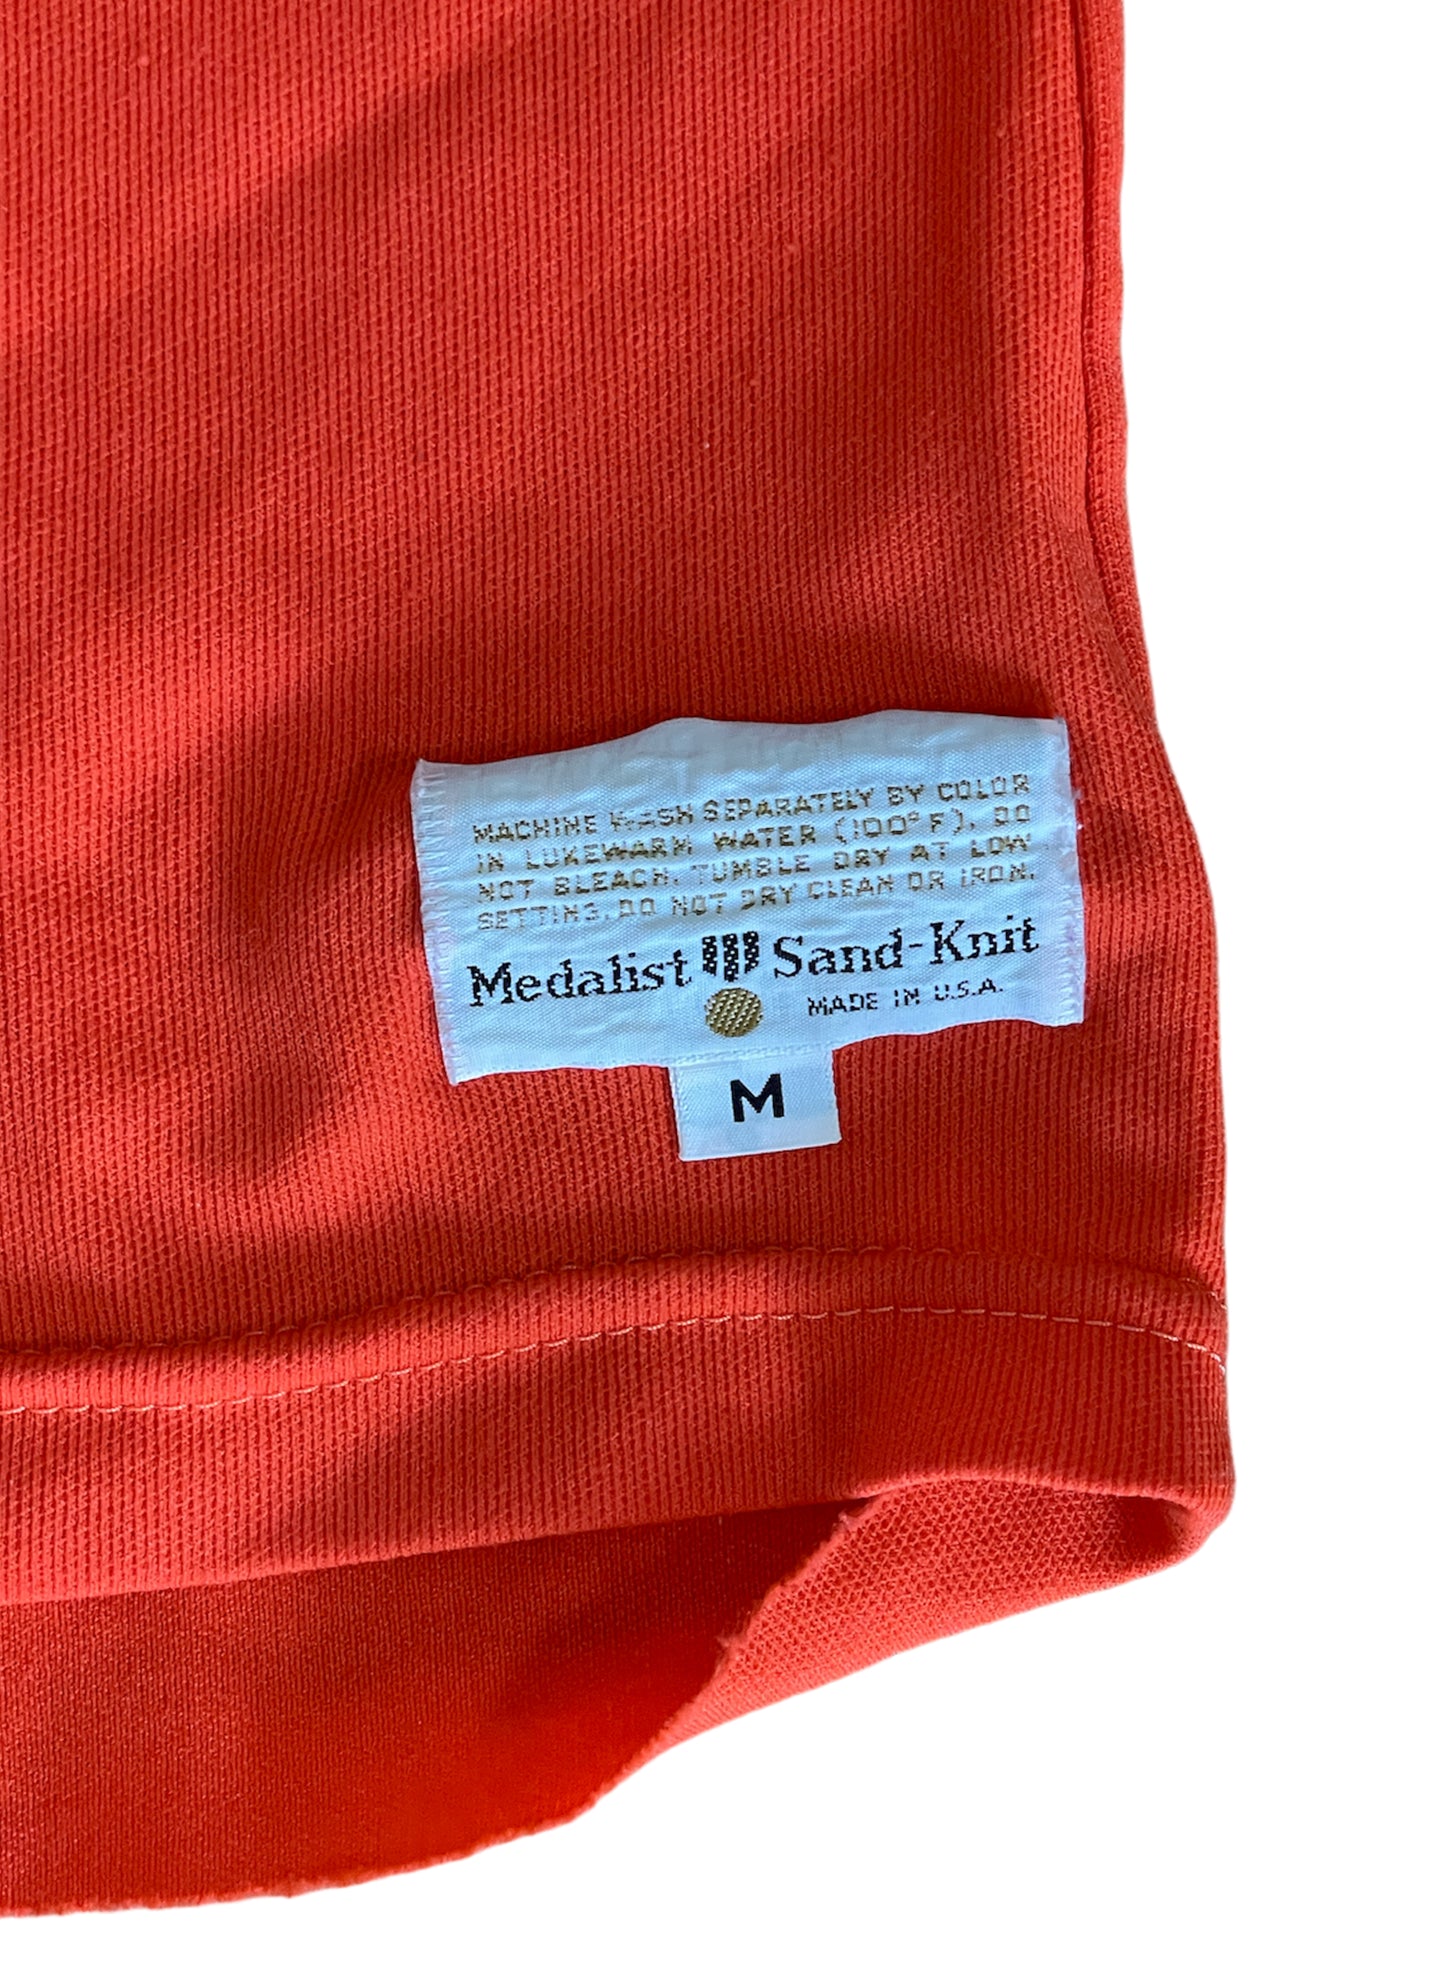 MACHINE WASH SEPARATELY BY COLOR
IN LUKEWARM WATER (100°F). DO
NOT BLEACH. TUMBLE DRY AT LOW
SETTING. DO NOT DRY CLEAN OR IRON.
Medalist Sand-Knit
MADE IN U.S.A.
M